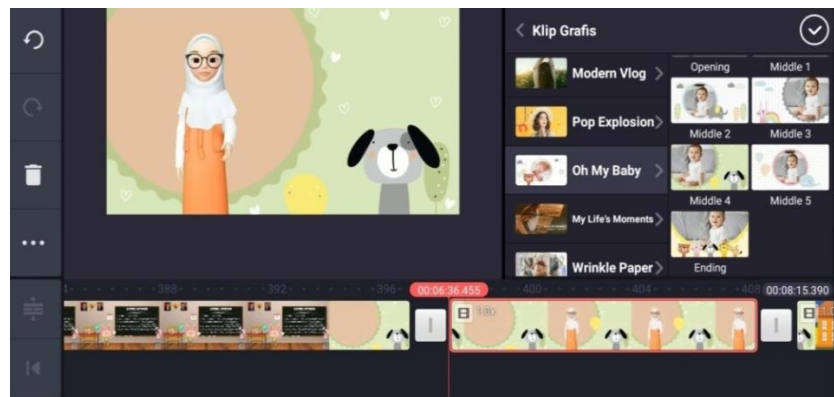 Klip Grafis
Modern Vlog
Pop Explosion
Oh My Baby
My Life's Moments
Wrinkle Paper
Opening
Middle 1
Middle 2
Middle 3
Middle 4
Middle 5
Ending
388
392
396
00:06:36.455
400
404
408
00:08:15.390
1.0x